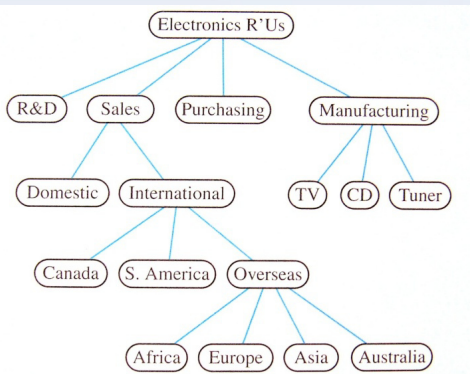 Electronics R'Us
R&D Sales Purchasing Manufacturing
Domestic International TV CD Tuner
Canada S. America Overseas
Africa Europe Asia Australia